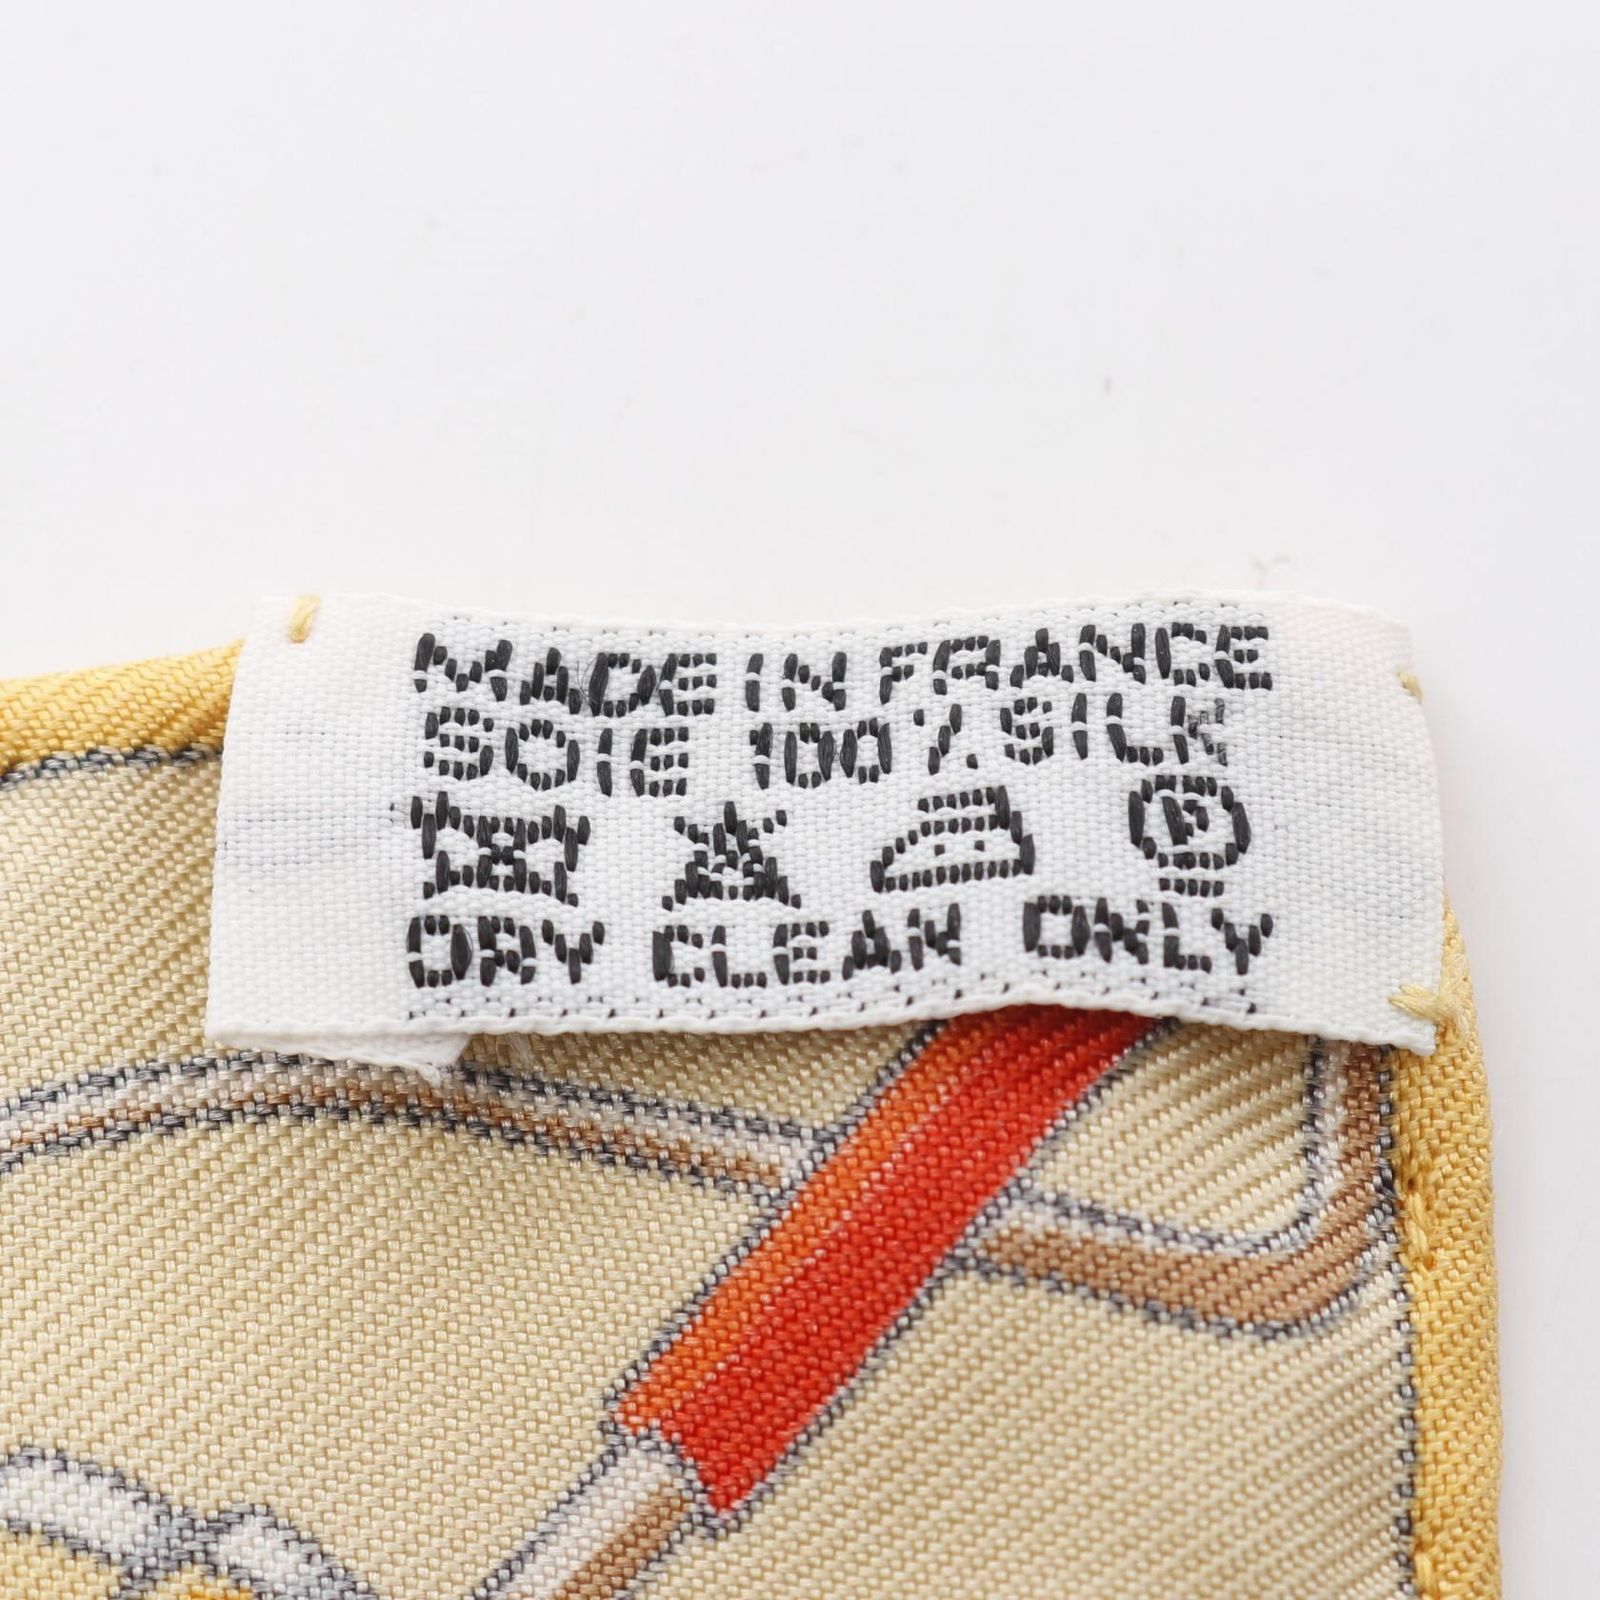 MADE IN FRANCE
SOIE 100% SILK
P
DRY CLEAN ONLY